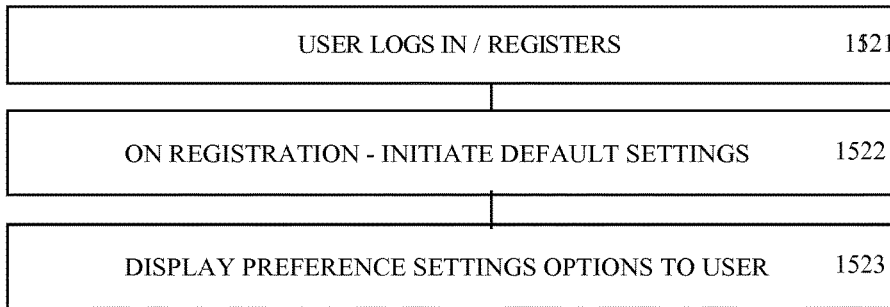 USER LOGS IN / REGISTERS 1521
ON REGISTRATION - INITIATE DEFAULT SETTINGS 1522
DISPLAY PREFERENCE SETTINGS OPTIONS TO USER 1523